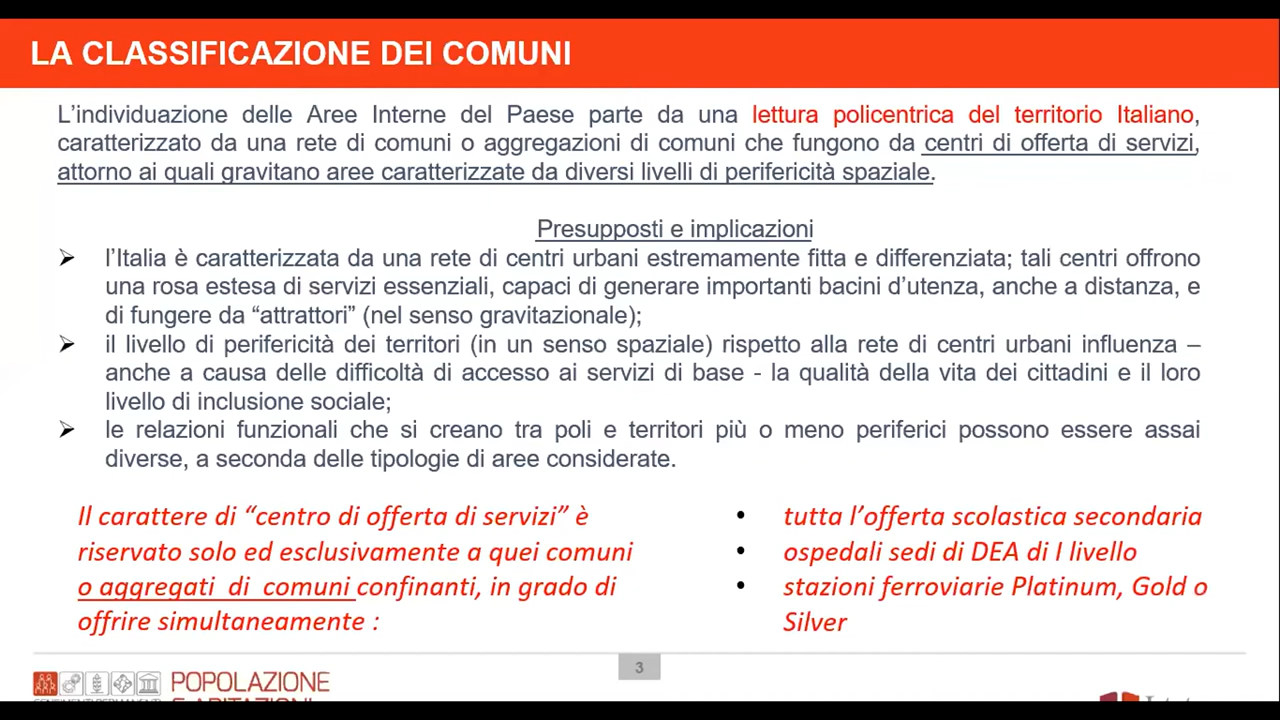 LA CLASSIFICAZIONE DEI COMUNI
L’individuazione delle Aree Interne del Paese parte da una lettura policentrica del territorio Italiano,
caratterizzato da una rete di comuni o aggregazioni di comuni che fungono da centri di offerta di servizi,
attorno ai quali gravitano aree caratterizzate da diversi livelli di perifericità spaziale.
Presupposti e implicazioni
➢ l’Italia è caratterizzata da una rete di centri urbani estremamente fitta e differenziata; tali centri offrono
una rosa estesa di servizi essenziali, capaci di generare importanti bacini d’utenza, anche a distanza, e
di fungere da “attrattori” (nel senso gravitazionale);
➢ il livello di perifericità dei territori (in un senso spaziale) rispetto alla rete di centri urbani influenza –
anche a causa delle difficoltà di accesso ai servizi di base - la qualità della vita dei cittadini e il loro
livello di inclusione sociale;
➢ le relazioni funzionali che si creano tra poli e territori più o meno periferici possono essere assai
diverse, a seconda delle tipologie di aree considerate.
Il carattere di “centro di offerta di servizi” è
riservato solo ed esclusivamente a quei comuni
o aggregati di comuni confinanti, in grado di
offrire simultaneamente :
• tutta l’offerta scolastica secondaria
• ospedali sedi di DEA di I livello
• stazioni ferroviarie Platinum, Gold o
Silver
3
POPOLAZIONE